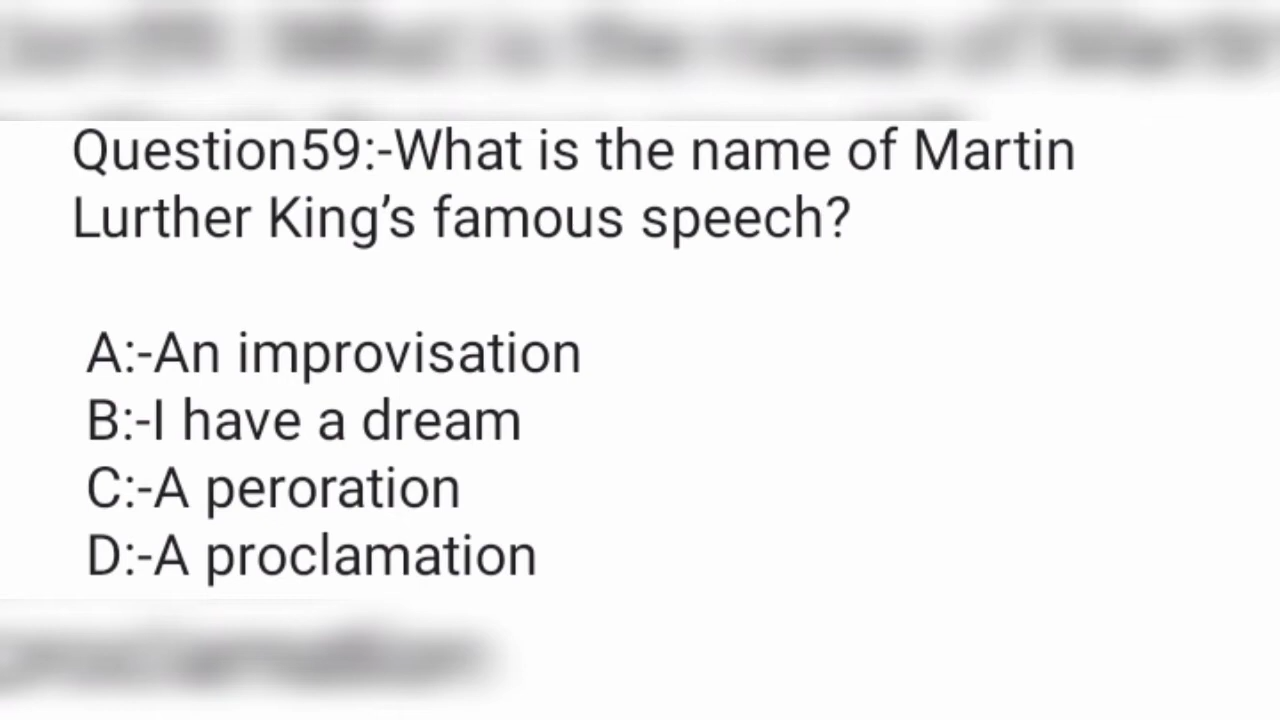 Question59:-What is the name of Martin
Lurther King’s famous speech?
A:-An improvisation
B:-I have a dream
C:-A peroration
D:-A proclamation